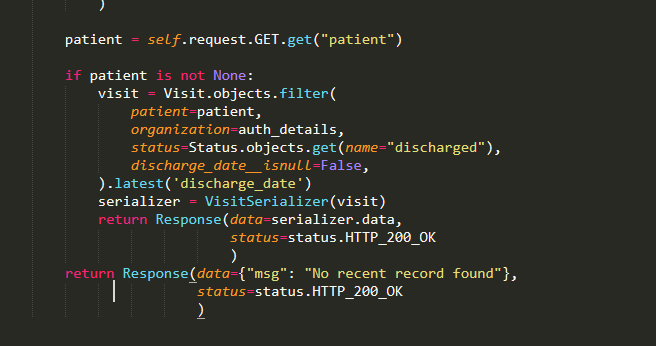 )
patient = self.request.GET.get("patient")
if patient is not None:
visit = Visit.objects.filter(
patient=patient,
organization=auth_details,
status=Status.objects.get(name="discharged"),
discharge_date__isnull=False,
).latest('discharge_date')
serializer = VisitSerializer(visit)
return Response(data=serializer.data,
status=status.HTTP_200_OK
)
return Response(data={"msg": "No recent record found"},
status=status.HTTP_200_OK
)